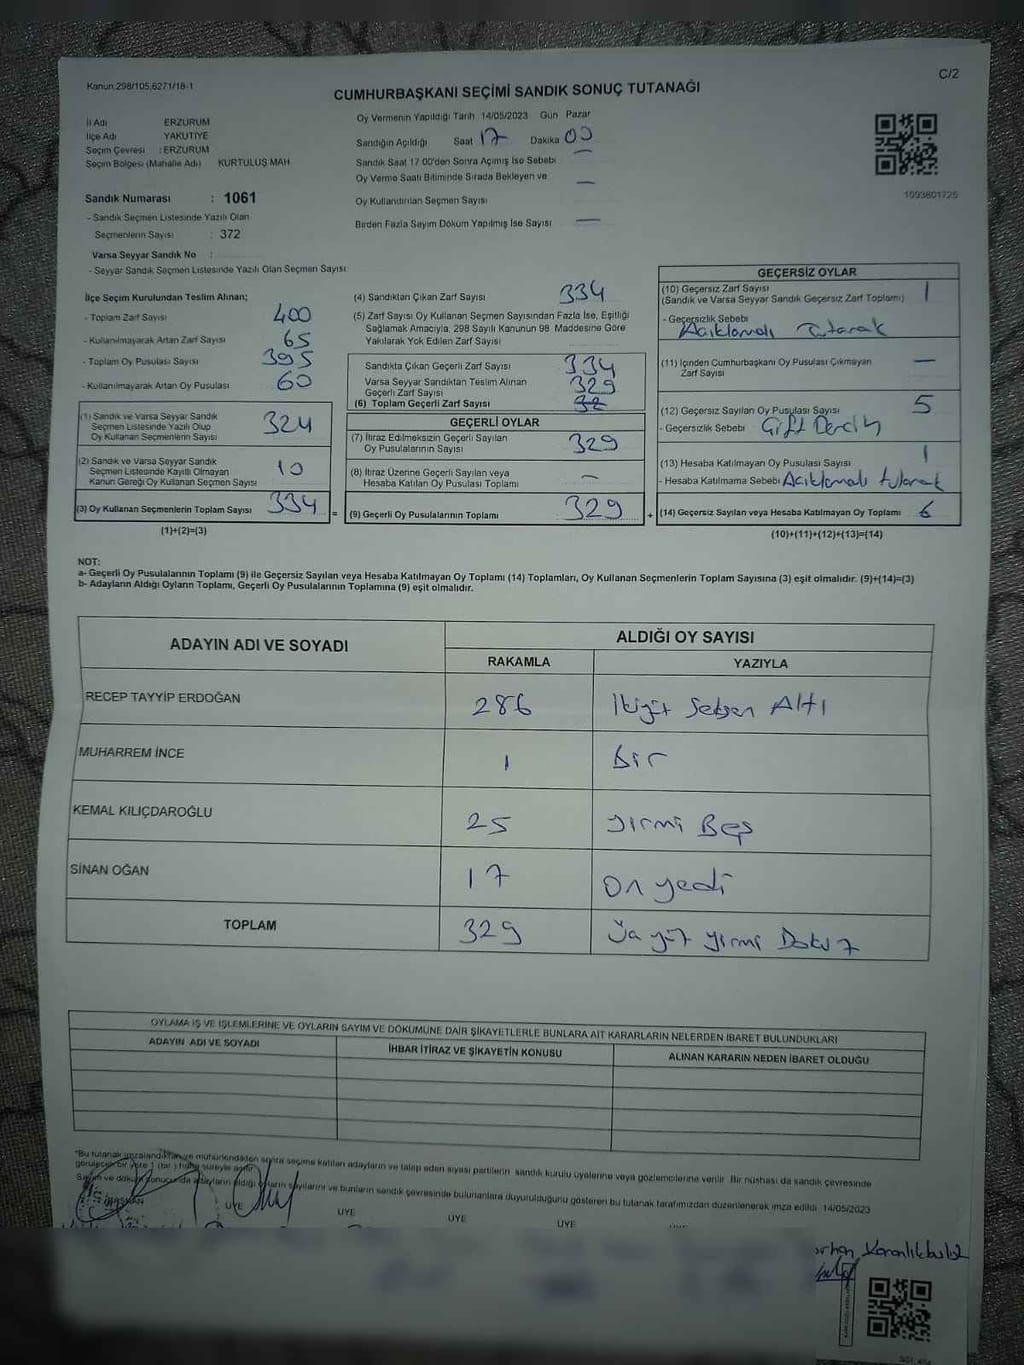 Kanun:298/105,6271/18-1
C/2
CUMHURBAŞKANI SEÇİMİ SANDIK SONUÇ TUTANAĞI
İl Adı ERZURUM
İlçe Adı YAKUTİYE
Seçim Çevresi : ERZURUM
Seçim Bölgesi (Mahalle Adı) KURTULUŞ MAH
Sandık Numarası : 1061
- Sandık Seçmen Listesinde Yazılı Olan
Seçmenlerin Sayısı : 372
Varsa Seyyar Sandık No :
- Seyyar Sandık Seçmen Listesinde Yazılı Olan Seçmen Sayısı
Oy Vermenin Yapıldığı Tarih 14/05/2023 Gün Pazar
Sandığın Açıldığı Saat 17 Dakika 00
Sandık Saat 17.00'den Sonra Açılmış İse Sebebi —
Oy Verme Saati Bitiminde Sırada Bekleyen ve
Oy Kullandırılan Seçmen Sayısı —
Birden Fazla Sayım Döküm Yapılmış İse Sayısı —
1093801725
İlçe Seçim Kurulundan Teslim Alınan;
- Toplam Zarf Sayısı 400
- Kullanılmayarak Artan Zarf Sayısı 65
- Toplam Oy Pusulası Sayısı 395
- Kullanılmayarak Artan Oy Pusulası 60
(1) Sandık ve Varsa Seyyar Sandık
Seçmen Listesinde Yazılı Olup
Oy Kullanan Seçmenlerin Sayısı 324
(2) Sandık ve Varsa Seyyar Sandık
Seçmen Listesinde Kayıtlı Olmayan
Kanun Gereği Oy Kullanan Seçmen Sayısı 10
(3) Oy Kullanan Seçmenlerin Toplam Sayısı 334
(1)+(2)=(3)
(4) Sandıktan Çıkan Zarf Sayısı 334
(5) Zarf Sayısı Oy Kullanan Seçmen Sayısından Fazla İse, Eşitliği
Sağlamak Amacıyla, 298 Sayılı Kanunun 98. Maddesine Göre
Yakılarak Yok Edilen Zarf Sayısı
Sandıkta Çıkan Geçerli Zarf Sayısı 334
Varsa Seyyar Sandıktan Teslim Alınan
Geçerli Zarf Sayısı 329
(6) Toplam Geçerli Zarf Sayısı
GEÇERLİ OYLAR
(7) İtiraz Edilmeksizin Geçerli Sayılan
Oy Pusulalarının Sayısı 329
(8) İtiraz Üzerine Geçerli Sayılan veya
Hesaba Katılan Oy Pusulası Toplamı —
= (9) Geçerli Oy Pusulalarının Toplamı 329 +
GEÇERSİZ OYLAR
(10) Geçersiz Zarf Sayısı 1
(Sandık ve Varsa Seyyar Sandık Geçersiz Zarf Toplamı)
- Geçersizlik Sebebi
Açıklamalı Tutanak
(11) İçinden Cumhurbaşkanı Oy Pusulası Çıkmayan —
Zarf Sayısı
(12) Geçersiz Sayılan Oy Pusulası Sayısı 5
- Geçersizlik Sebebi
(13) Hesaba Katılmayan Oy Pusulası Sayısı 1
- Hesaba Katılmama Sebebi Açıklamalı tutanak
(14) Geçersiz Sayılan veya Hesaba Katılmayan Oy Toplamı 6
(10)+(11)+(12)+(13)=(14)
NOT:
a- Geçerli Oy Pusulalarının Toplamı (9) ile Geçersiz Sayılan veya Hesaba Katılmayan Oy Toplamı (14) Toplamları, Oy Kullanan Seçmenlerin Toplam Sayısına (3) eşit olmalıdır. (9)+(14)=(3)
b- Adayların Aldığı Oyların Toplamı, Geçerli Oy Pusulalarının Toplamına (9) eşit olmalıdır.
ADAYIN ADI VE SOYADI
ALDIĞI OY SAYISI
RAKAMLA YAZIYLA
RECEP TAYYİP ERDOĞAN 286 İkiyüz Seksen Altı
MUHARREM İNCE 1 Bir
KEMAL KILIÇDAROĞLU 25 yirmi Beş
SİNAN OĞAN 17 On yedi
TOPLAM 329 Üç yüz yirmi Dokuz
OYLAMA İŞ VE İŞLEMLERİNE VE OYLARIN SAYIM VE DÖKÜMÜNE DAİR ŞİKAYETLERLE BUNLARA AİT KARARLARIN NELERDEN İBARET BULUNDUKLARI
ADAYIN ADI VE SOYADI
İHBAR İTİRAZ VE ŞİKAYETİN KONUSU
ALINAN KARARIN NEDEN İBARET OLDUĞU
*Bu tutanak imzalandıktan ve mühürlendikten sonra seçime katılan adayların ve talep eden siyasi partilerin sandık kurulu üyelerine veya gözlemcilerine verilir. Bir nüshası da sandık çevresinde
görülecek bir yere 1 (bir) hafta süreyle asılır.
Sayım ve döküm sonucunda adayların aldığı oyların sayılarını ve bunların sandık çevresinde bulunanlara duyurulduğunu gösteren bu tutanak tarafımızdan düzenlenerek imza edildi. 14/05/2023
BAŞKAN ÜYE ÜYE ÜYE ÜYE